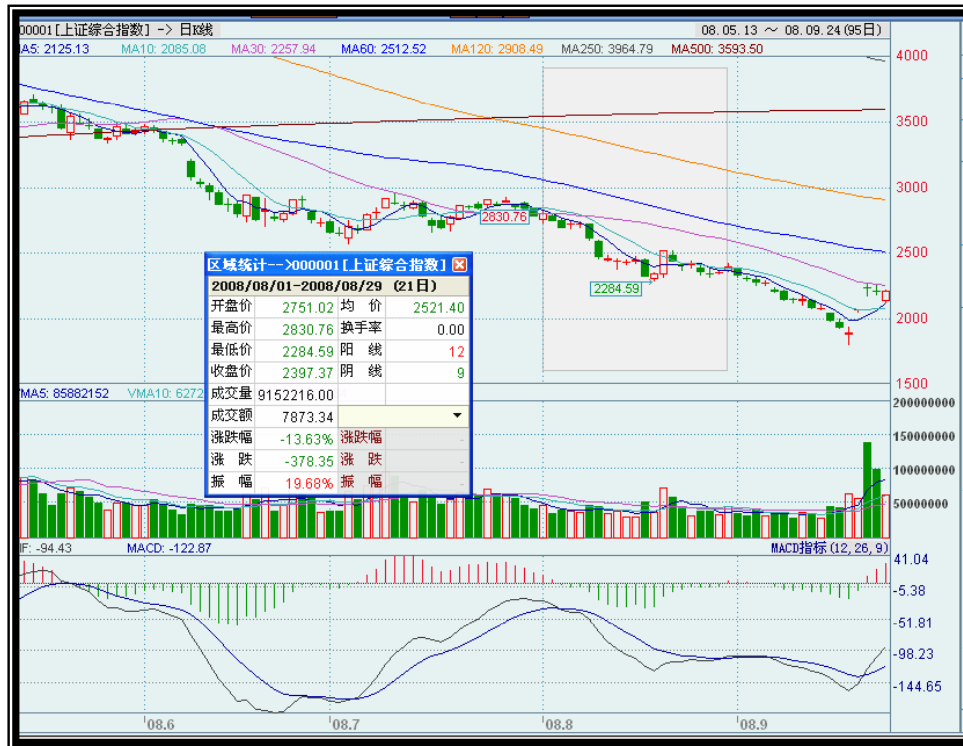 00001[上证综合指数] -> 日K线 08.05.13 ～ 08.09.24(95日)
A5: 2125.13 MA10: 2085.08 MA30: 2257.94 MA60: 2512.52 MA120: 2908.49 MA250: 3964.79 MA500: 3593.50
4000
3500
3000
2830.76
2500
2284.59
2000
1500
区域统计-->000001[上证综合指数]
2008/08/01-2008/08/29 (21日)
开盘价 2751.02 均 价 2521.40
最高价 2830.76 换手率 0.00
最低价 2284.59 阳 线 12
收盘价 2397.37 阴 线 9
成交量 9152216.00
成交额 7873.34
涨跌幅 -13.63% 涨跌幅 -
涨 跌 -378.35 涨 跌 -
振 幅 19.68% 振 幅 -
MA5: 85882152 VMA10: 6272
200000000
150000000
100000000
50000000
IF: -94.43 MACD: -122.87 MACD指标(12,26,9)
41.04
-5.38
-51.81
-98.23
-144.65
08.6 08.7 08.8 08.9